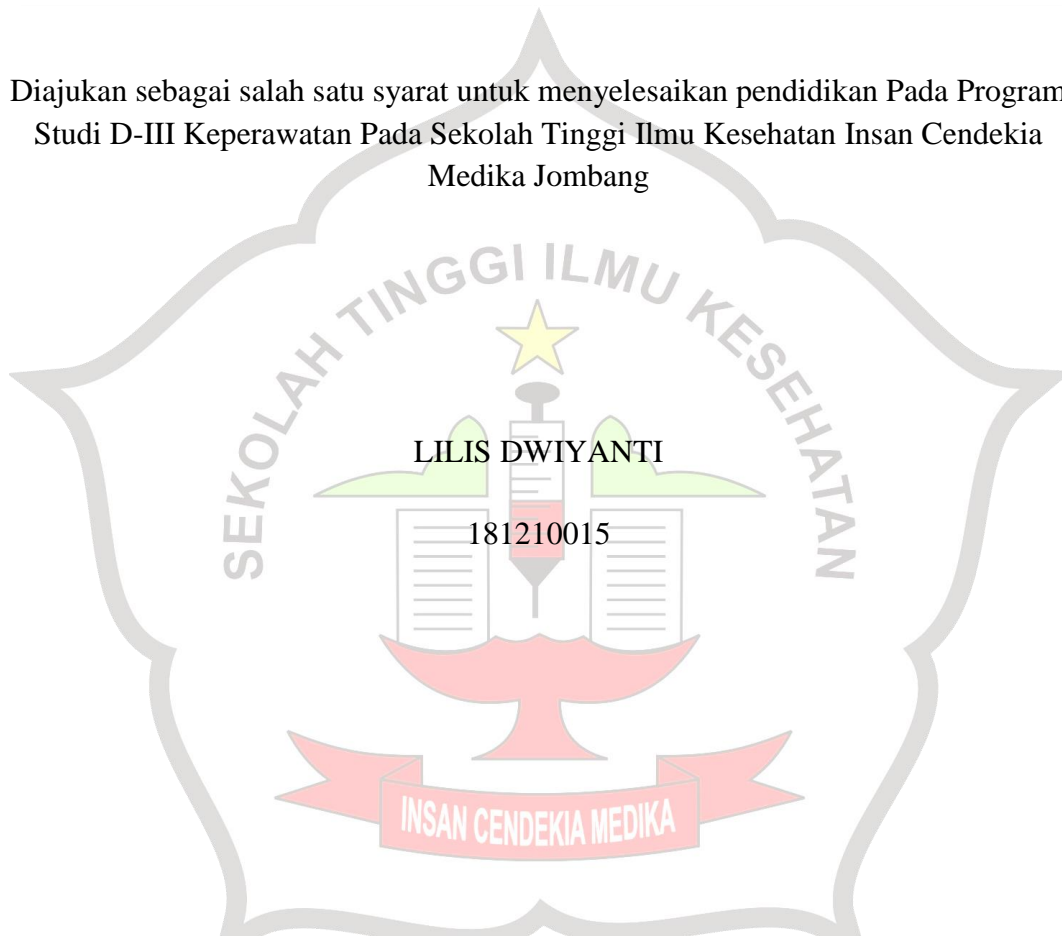 Diajukan sebagai salah satu syarat untuk menyelesaikan pendidikan Pada Program
Studi D-III Keperawatan Pada Sekolah Tinggi Ilmu Kesehatan Insan Cendekia
Medika Jombang
SEKOLAH TINGGI ILMU KESEHATAN
LILIS DWIYANTI
181210015
INSAN CENDEKIA MEDIKA